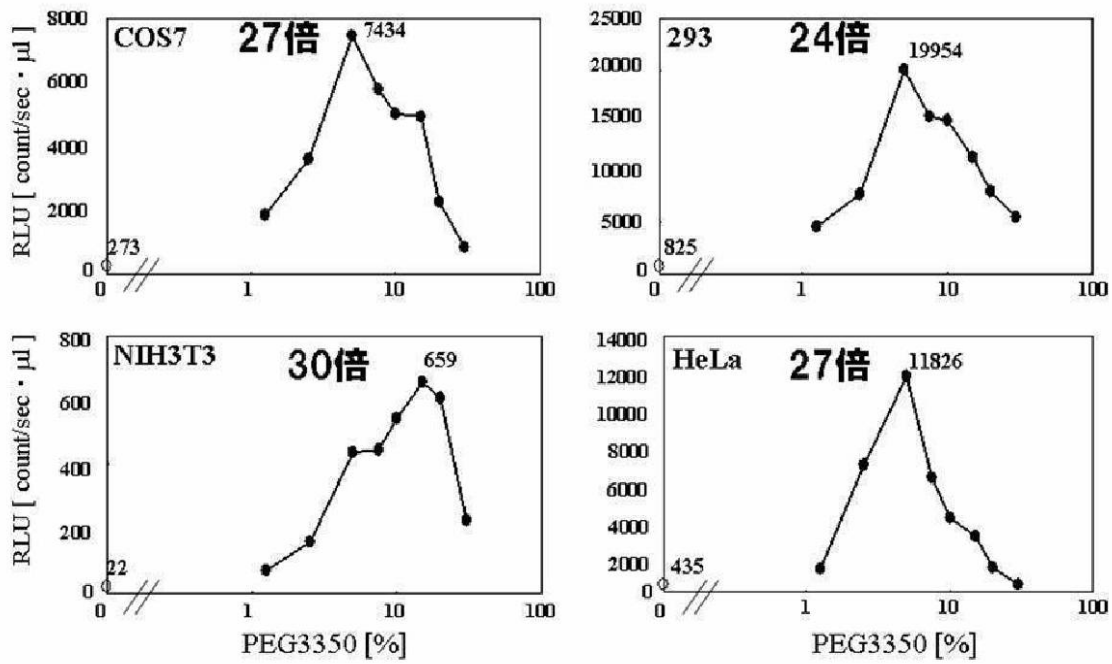 COS7 27倍 7434
RLU [ count/sec・µl ]
8000
6000
4000
2000
0
273
0 1 10 100
293 24倍 19954
25000
20000
15000
10000
5000
0
825
0 1 10 100
NIH3T3 30倍 659
RLU [ count/sec・µl ]
800
600
400
200
0
22
0 1 10 100
PEG3350 [%]
HeLa 27倍 11826
14000
12000
10000
8000
6000
4000
2000
0
435
0 1 10 100
PEG3350 [%]